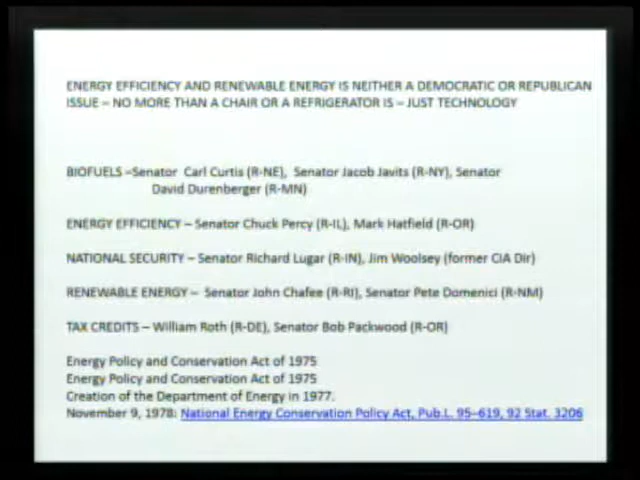 ENERGY EFFICIENCY AND RENEWABLE ENERGY IS NEITHER A DEMOCRATIC OR REPUBLICAN
ISSUE – NO MORE THAN A CHAIR OR A REFRIGERATOR IS – JUST TECHNOLOGY
BIOFUELS –Senator Carl Curtis (R-NE), Senator Jacob Javits (R-NY), Senator
David Durenberger (R-MN)
ENERGY EFFICIENCY – Senator Chuck Percy (R-IL), Mark Hatfield (R-OR)
NATIONAL SECURITY – Senator Richard Lugar (R-IN), Jim Woolsey (former CIA Dir)
RENEWABLE ENERGY – Senator John Chafee (R-RI), Senator Pete Domenici (R-NM)
TAX CREDITS – William Roth (R-DE), Senator Bob Packwood (R-OR)
Energy Policy and Conservation Act of 1975
Energy Policy and Conservation Act of 1975
Creation of the Department of Energy in 1977.
November 9, 1978: National Energy Conservation Policy Act, Pub.L. 95–619, 92 Stat. 3206